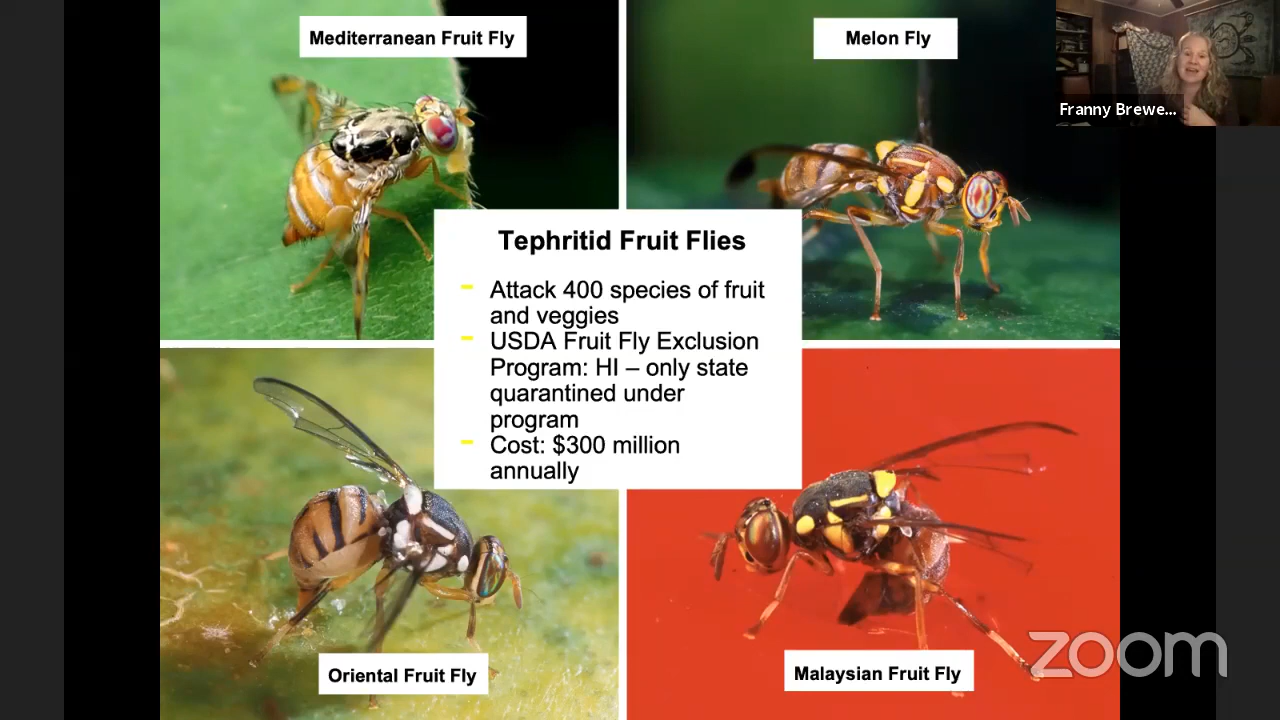 Mediterranean Fruit Fly
Melon Fly
Franny Brewe...
Tephritid Fruit Flies
- Attack 400 species of fruit
and veggies
- USDA Fruit Fly Exclusion
Program: HI – only state
quarantined under
program
- Cost: $300 million
annually
Oriental Fruit Fly
Malaysian Fruit Fly
zoom